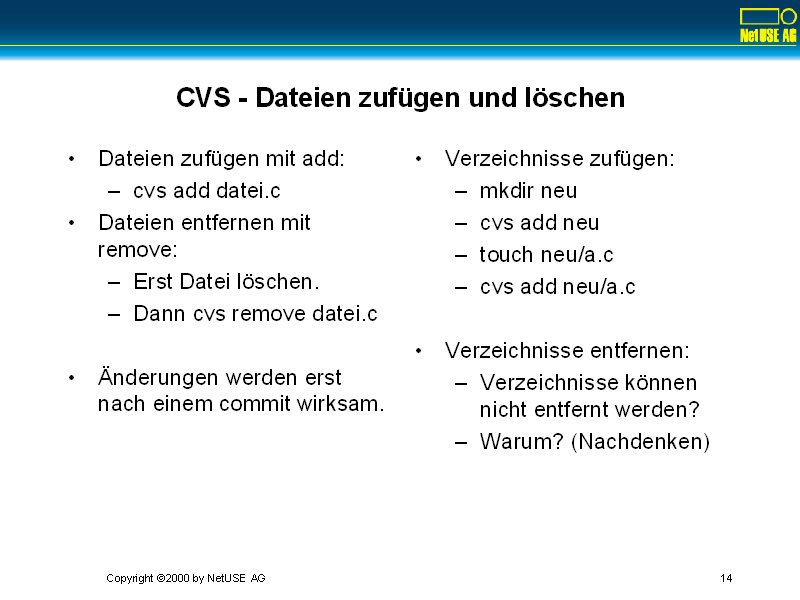 NetUSE AG
CVS - Dateien zufügen und löschen
• Dateien zufügen mit add:
– cvs add datei.c
• Dateien entfernen mit
remove:
– Erst Datei löschen.
– Dann cvs remove datei.c
• Änderungen werden erst
nach einem commit wirksam.
• Verzeichnisse zufügen:
– mkdir neu
– cvs add neu
– touch neu/a.c
– cvs add neu/a.c
• Verzeichnisse entfernen:
– Verzeichnisse können
nicht entfernt werden?
– Warum? (Nachdenken)
Copyright ©2000 by NetUSE AG
14